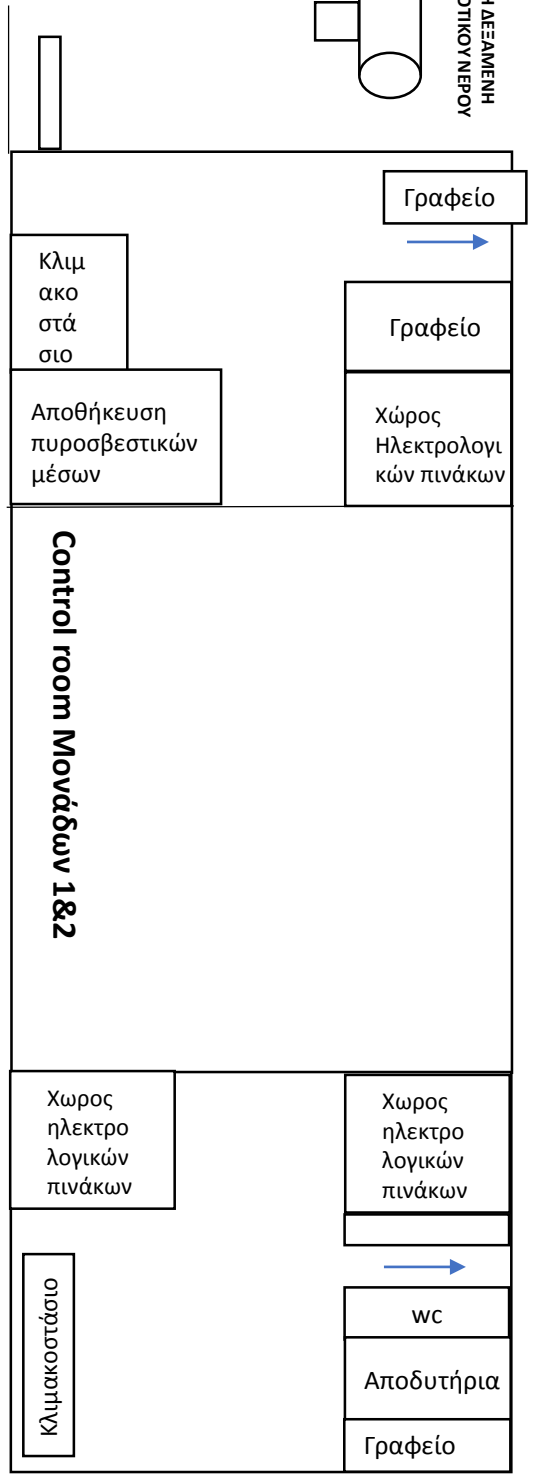 Η ΔΕΞΑΜΕΝΗ
ΝΕΡΟΥ
Γραφείο
Κλιμ
ακο
στά
σιο
Γραφείο
Αποθήκευση
πυροσβεστικών
μέσων
Χώρος
Ηλεκτρολογι
κών πινάκων
Control room Μονάδων 1&2
Χωρος
ηλεκτρο
λογικών
πινάκων
Χωρος
ηλεκτρο
λογικών
πινάκων
Κλιμακοστάσιο
wc
Αποδυτήρια
Γραφείο